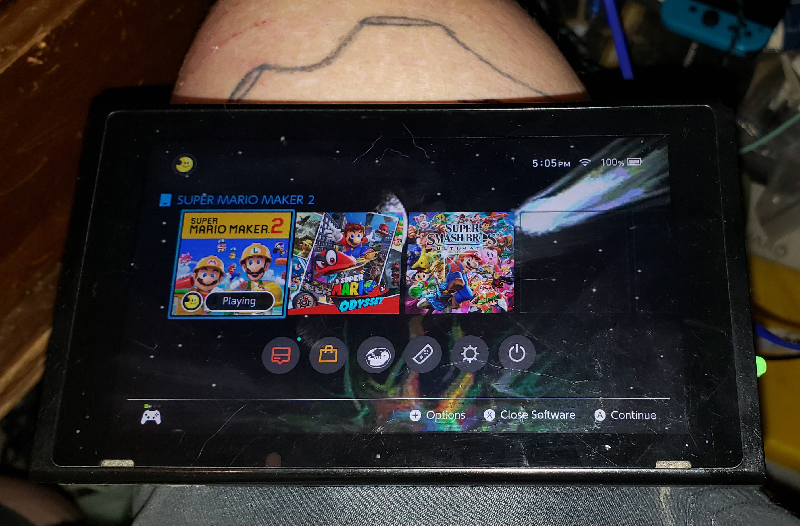 5:05PM 100%
SUPER MARIO MAKER 2
SUPER MARIO MAKER 2
Playing
SUPER MARIO ODYSSEY
SUPER SMASH BROS.
ULTIMATE
Options Close Software Continue